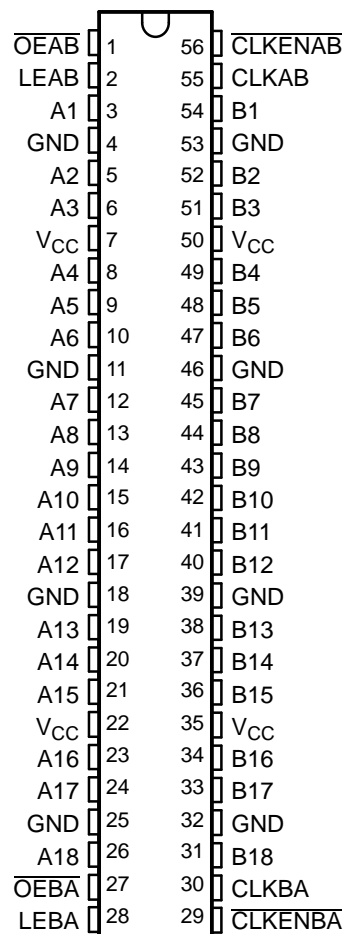 OEAB 1 56 CLKENAB
LEAB 2 55 CLKAB
A1 3 54 B1
GND 4 53 GND
A2 5 52 B2
A3 6 51 B3
VCC 7 50 VCC
A4 8 49 B4
A5 9 48 B5
A6 10 47 B6
GND 11 46 GND
A7 12 45 B7
A8 13 44 B8
A9 14 43 B9
A10 15 42 B10
A11 16 41 B11
A12 17 40 B12
GND 18 39 GND
A13 19 38 B13
A14 20 37 B14
A15 21 36 B15
VCC 22 35 VCC
A16 23 34 B16
A17 24 33 B17
GND 25 32 GND
A18 26 31 B18
OEBA 27 30 CLKBA
LEBA 28 29 CLKENBA